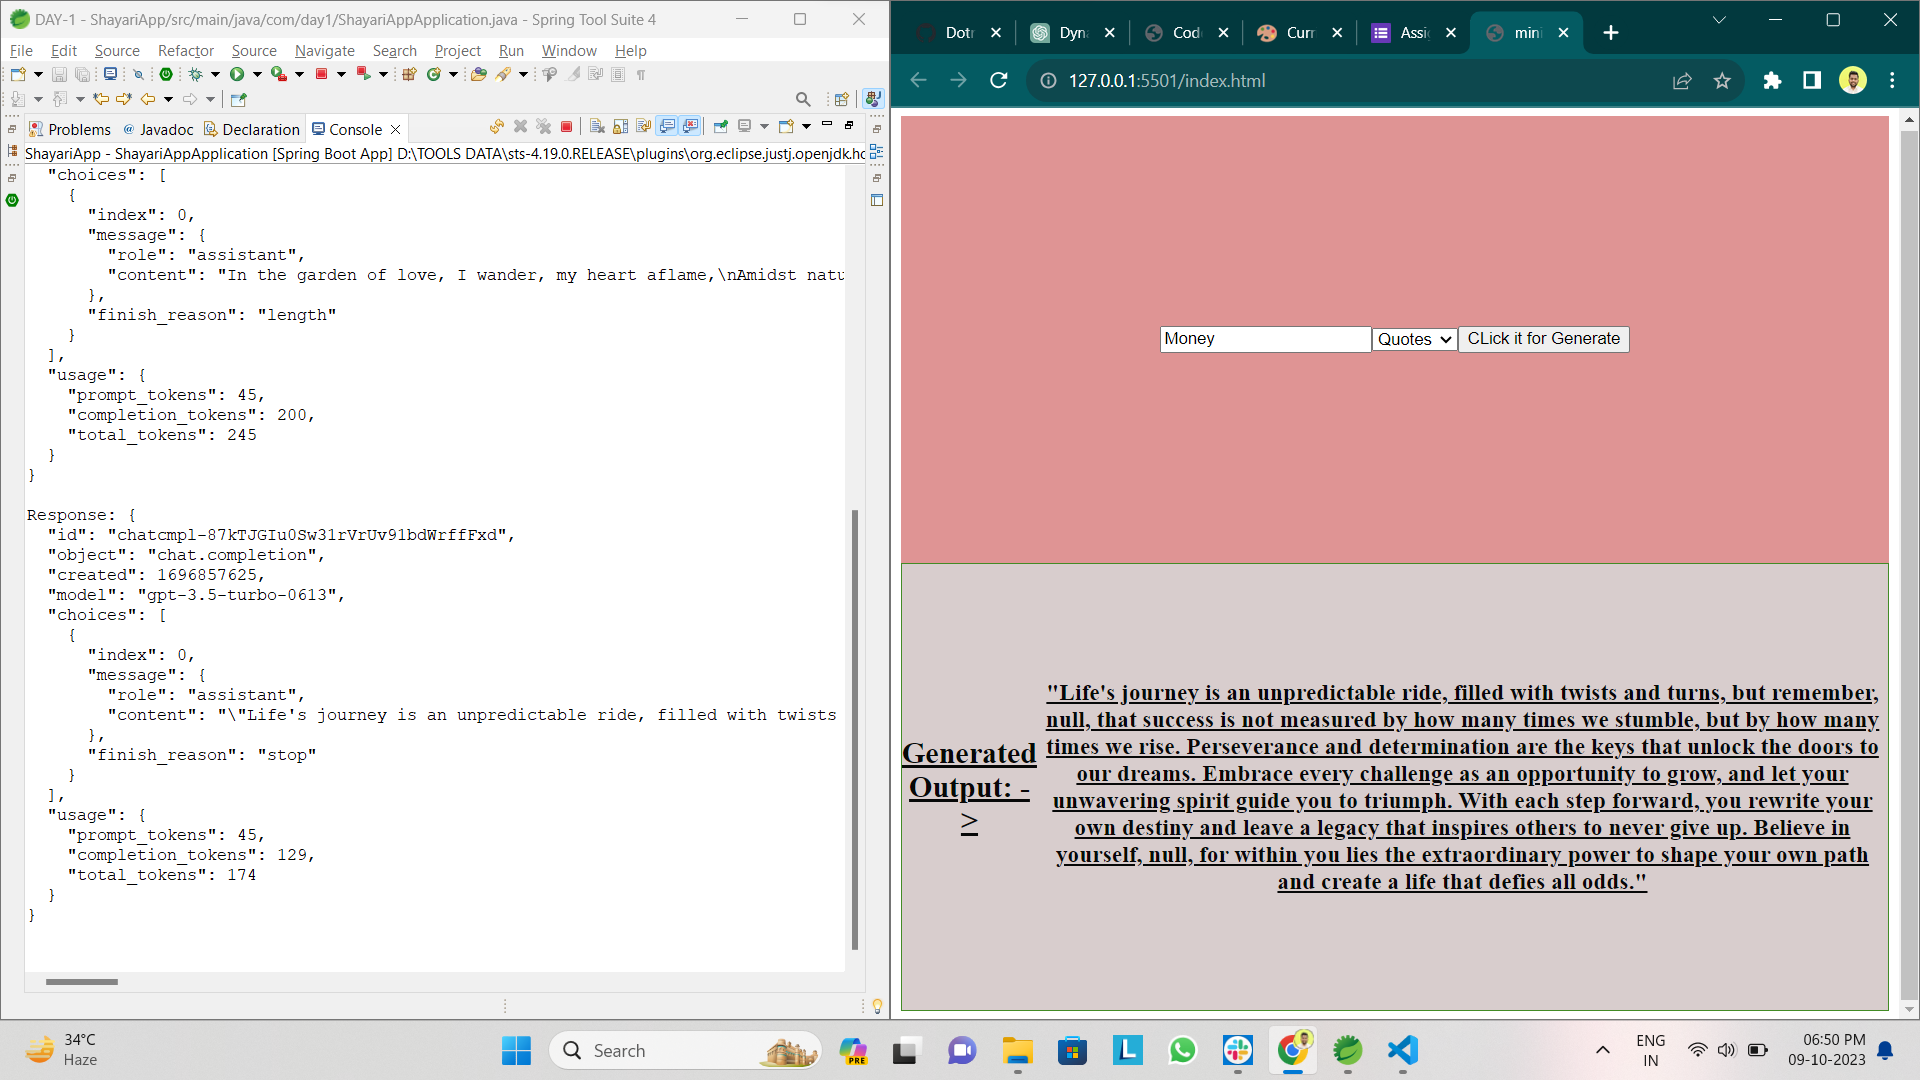 DAY-1 - ShayariApp/src/main/java/com/day1/ShayariAppApplication.java - Spring Tool Suite 4
File Edit Source Refactor Source Navigate Search Project Run Window Help
Problems @ Javadoc Declaration Console
ShayariApp - ShayariAppApplication [Spring Boot App] D:\TOOLS DATA\sts-4.19.0.RELEASE\plugins\org.eclipse.justj.openjdk.ho
"choices": [
{
"index": 0,
"message": {
"role": "assistant",
"content": "In the garden of love, I wander, my heart aflame,\nAmidst natu
},
"finish_reason": "length"
}
],
"usage": {
"prompt_tokens": 45,
"completion_tokens": 200,
"total_tokens": 245
}
}
Response: {
"id": "chatcmpl-87kTJGIu0Sw31rVrUv91bdWrffFxd",
"object": "chat.completion",
"created": 1696857625,
"model": "gpt-3.5-turbo-0613",
"choices": [
{
"index": 0,
"message": {
"role": "assistant",
"content": "\"Life's journey is an unpredictable ride, filled with twists
},
"finish_reason": "stop"
}
],
"usage": {
"prompt_tokens": 45,
"completion_tokens": 129,
"total_tokens": 174
}
}
Dotr Dyna Code Curr Assi mini
127.0.0.1:5501/index.html
Money Quotes CLick it for Generate
Generated
Output: -
>
"Life's journey is an unpredictable ride, filled with twists and turns, but remember,
null, that success is not measured by how many times we stumble, but by how many
times we rise. Perseverance and determination are the keys that unlock the doors to
our dreams. Embrace every challenge as an opportunity to grow, and let your
unwavering spirit guide you to triumph. With each step forward, you rewrite your
own destiny and leave a legacy that inspires others to never give up. Believe in
yourself, null, for within you lies the extraordinary power to shape your own path
and create a life that defies all odds."
34°C
Haze
Search
PRE
L
ENG
IN
06:50 PM
09-10-2023